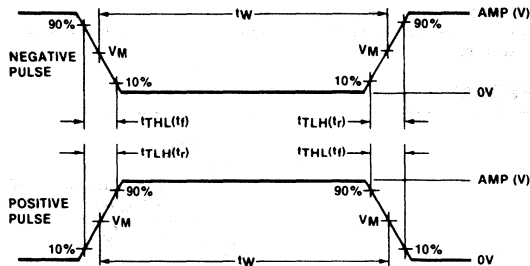 tW
AMP (V)
90%
90%
NEGATIVE
PULSE
VM
VM
10%
10%
0V
tTHL(tf)
tTLH(tr)
tTLH(tr)
tTHL(tf)
AMP (V)
90%
90%
POSITIVE
PULSE
VM
VM
10%
10%
0V
tW